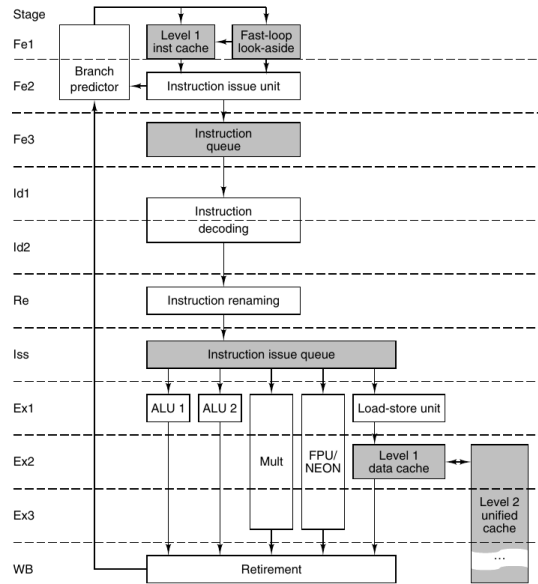 Stage
Fe1
Level 1
inst cache
Fast-loop
look-aside
Branch
predictor
Fe2
Instruction issue unit
Fe3
Instruction
queue
Id1
Instruction
decoding
Id2
Re
Instruction renaming
Iss
Instruction issue queue
Ex1
ALU 1
ALU 2
Mult
FPU/
NEON
Load-store unit
Ex2
Level 1
data cache
Level 2
unified
cache
...
Ex3
WB
Retirement